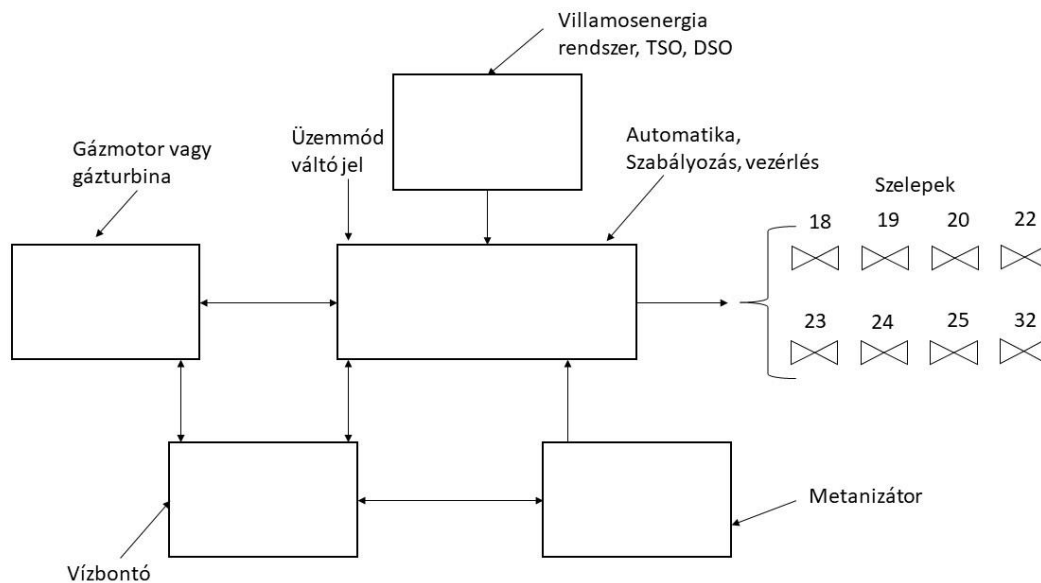 Villamosenergia
rendszer, TSO, DSO
Üzemmód
váltó jel
Automatika,
Szabályozás, vezérlés
Gázmotor vagy
gázturbina
Szelepek
18 19 20 22
23 24 25 32
Metanizátor
Vízbontó